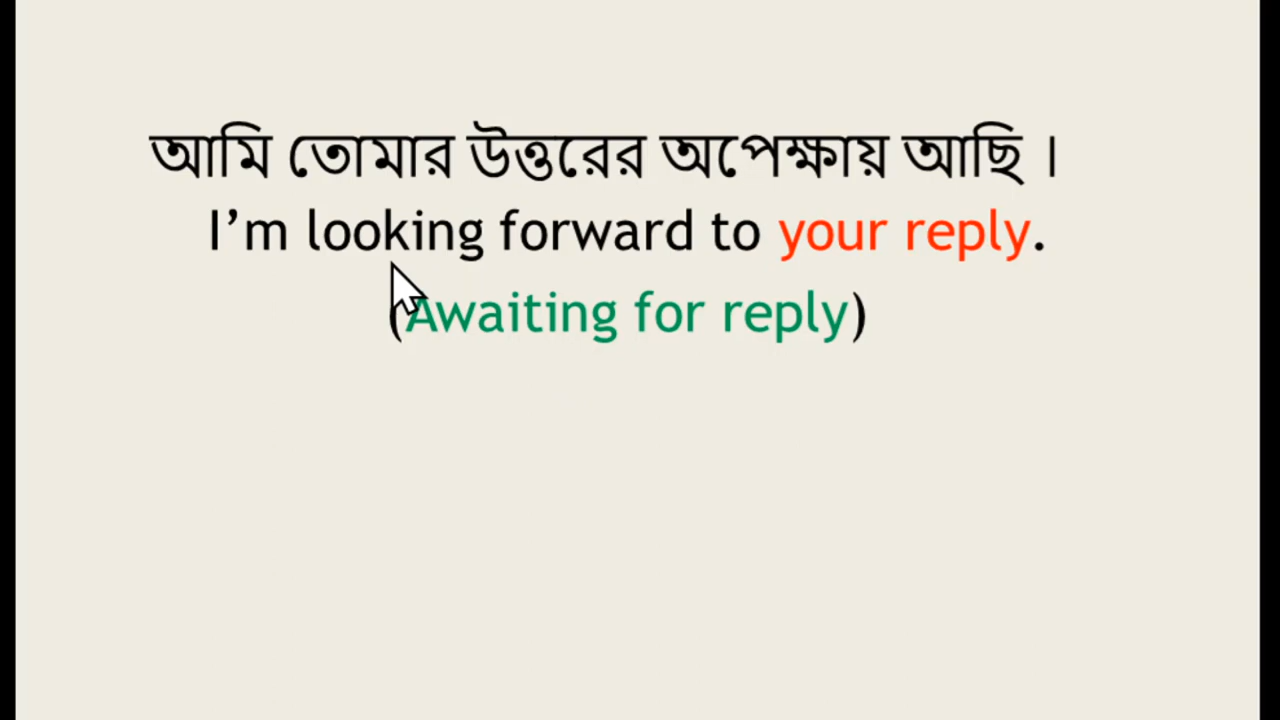 আমি তোমার উত্তরের অপেক্ষায় আছি ।
I’m looking forward to your reply.
(Awaiting for reply)